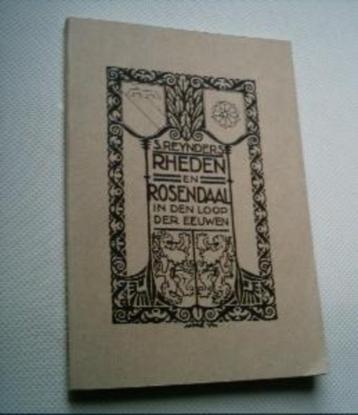 S. REYNDERS
RHEDEN
EN
ROSENDAAL
IN DEN LOOP
DER EEUWEN